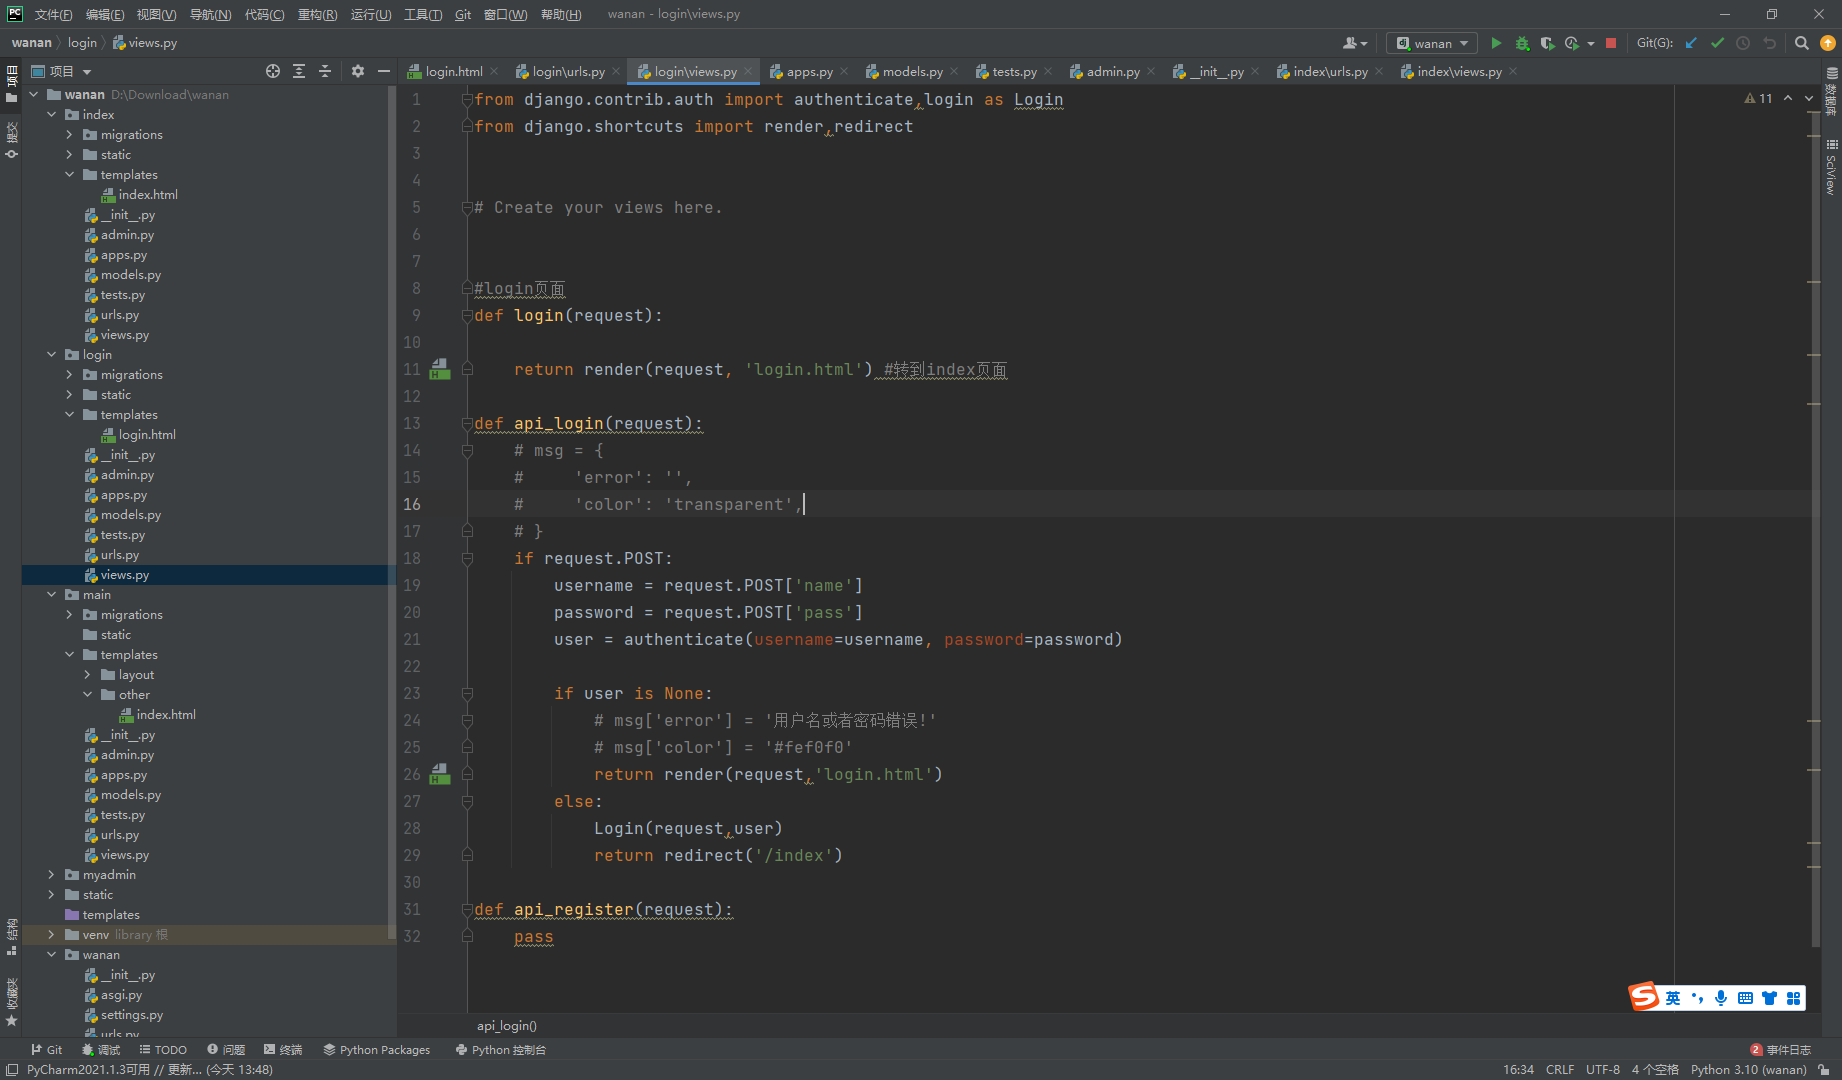 PC 文件(F) 编辑(E) 视图(V) 导航(N) 代码(C) 重构(R) 运行(U) 工具(T) Git 窗口(W) 帮助(H) wanan - login\views.py
wanan login views.py wanan Git(G):
项目 login.html login\urls.py login\views.py apps.py models.py tests.py admin.py __init__.py index\urls.py index\views.py
项目
提交
结构
收藏夹
wanan D:\Download\wanan
index
migrations
static
templates
index.html
__init__.py
admin.py
apps.py
models.py
tests.py
urls.py
views.py
login
migrations
static
templates
login.html
__init__.py
admin.py
apps.py
models.py
tests.py
urls.py
views.py
main
migrations
static
templates
layout
other
index.html
__init__.py
admin.py
apps.py
models.py
tests.py
urls.py
views.py
myadmin
static
templates
venv library 根
wanan
__init__.py
asgi.py
settings.py
urls.py
1 from django.contrib.auth import authenticate,login as Login
2 from django.shortcuts import render,redirect
3
4
5 # Create your views here.
6
7
8 #login页面
9 def login(request):
10
11 return render(request, 'login.html') #转到index页面
12
13 def api_login(request):
14 # msg = {
15 # 'error': '',
16 # 'color': 'transparent',
17 # }
18 if request.POST:
19 username = request.POST['name']
20 password = request.POST['pass']
21 user = authenticate(username=username, password=password)
22
23 if user is None:
24 # msg['error'] = '用户名或者密码错误!'
25 # msg['color'] = '#fef0f0'
26 return render(request,'login.html')
27 else:
28 Login(request,user)
29 return redirect('/index')
30
31 def api_register(request):
32 pass
11
数据库
SciView
S 英
api_login()
Git 调试 TODO 问题 终端 Python Packages Python 控制台 2 事件日志
PyCharm2021.1.3可用 // 更新... (今天 13:48) 16:34 CRLF UTF-8 4 个空格 Python 3.10 (wanan)